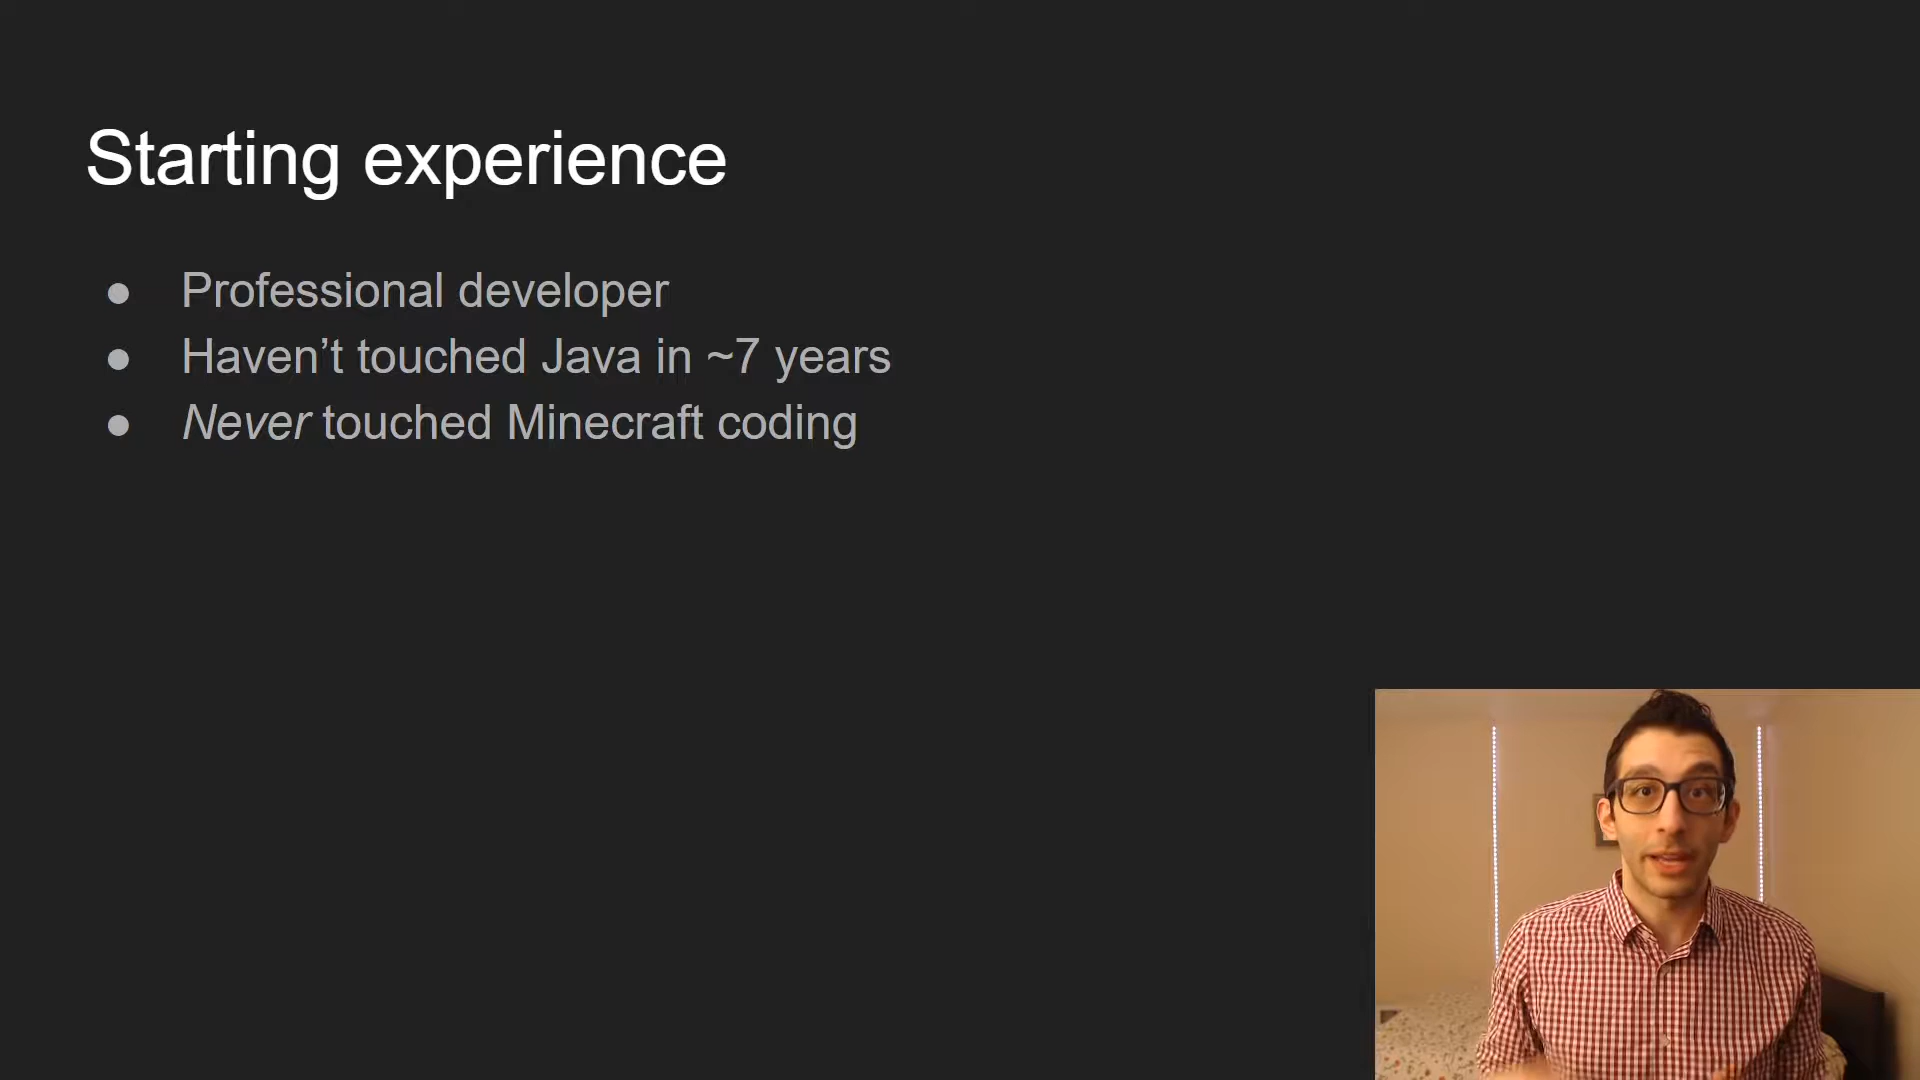 Starting experience
● Professional developer
● Haven’t touched Java in ~7 years
● Never touched Minecraft coding